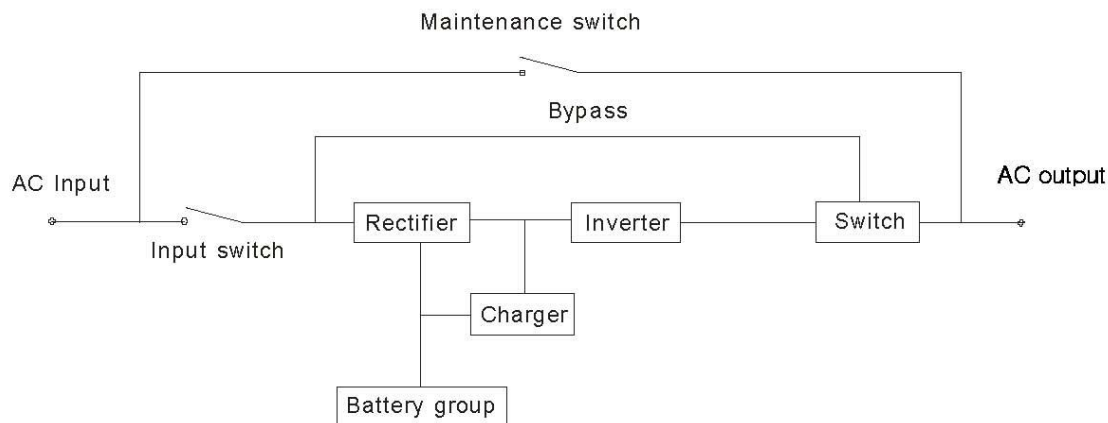 Maintenance switch
Bypass
AC Input
AC output
Rectifier
Inverter
Switch
Input switch
Charger
Battery group